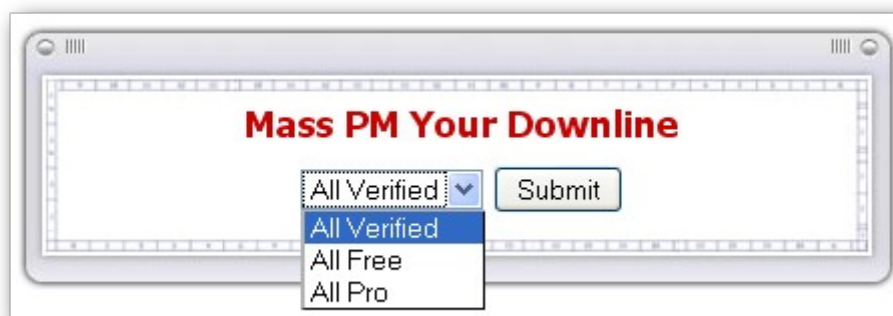 Mass PM Your Downline
All Verified Submit
All Verified
All Free
All Pro